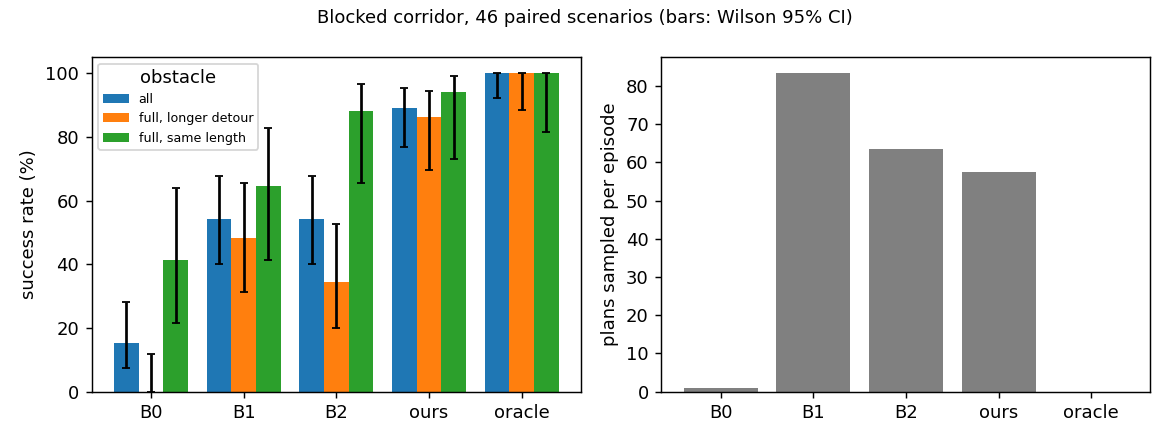 Blocked corridor, 46 paired scenarios (bars: Wilson 95% CI)
success rate (%)
100
80
60
40
20
0
obstacle
all
full, longer detour
full, same length
B0
B1
B2
ours
oracle
plans sampled per episode
80
70
60
50
40
30
20
10
0
B0
B1
B2
ours
oracle